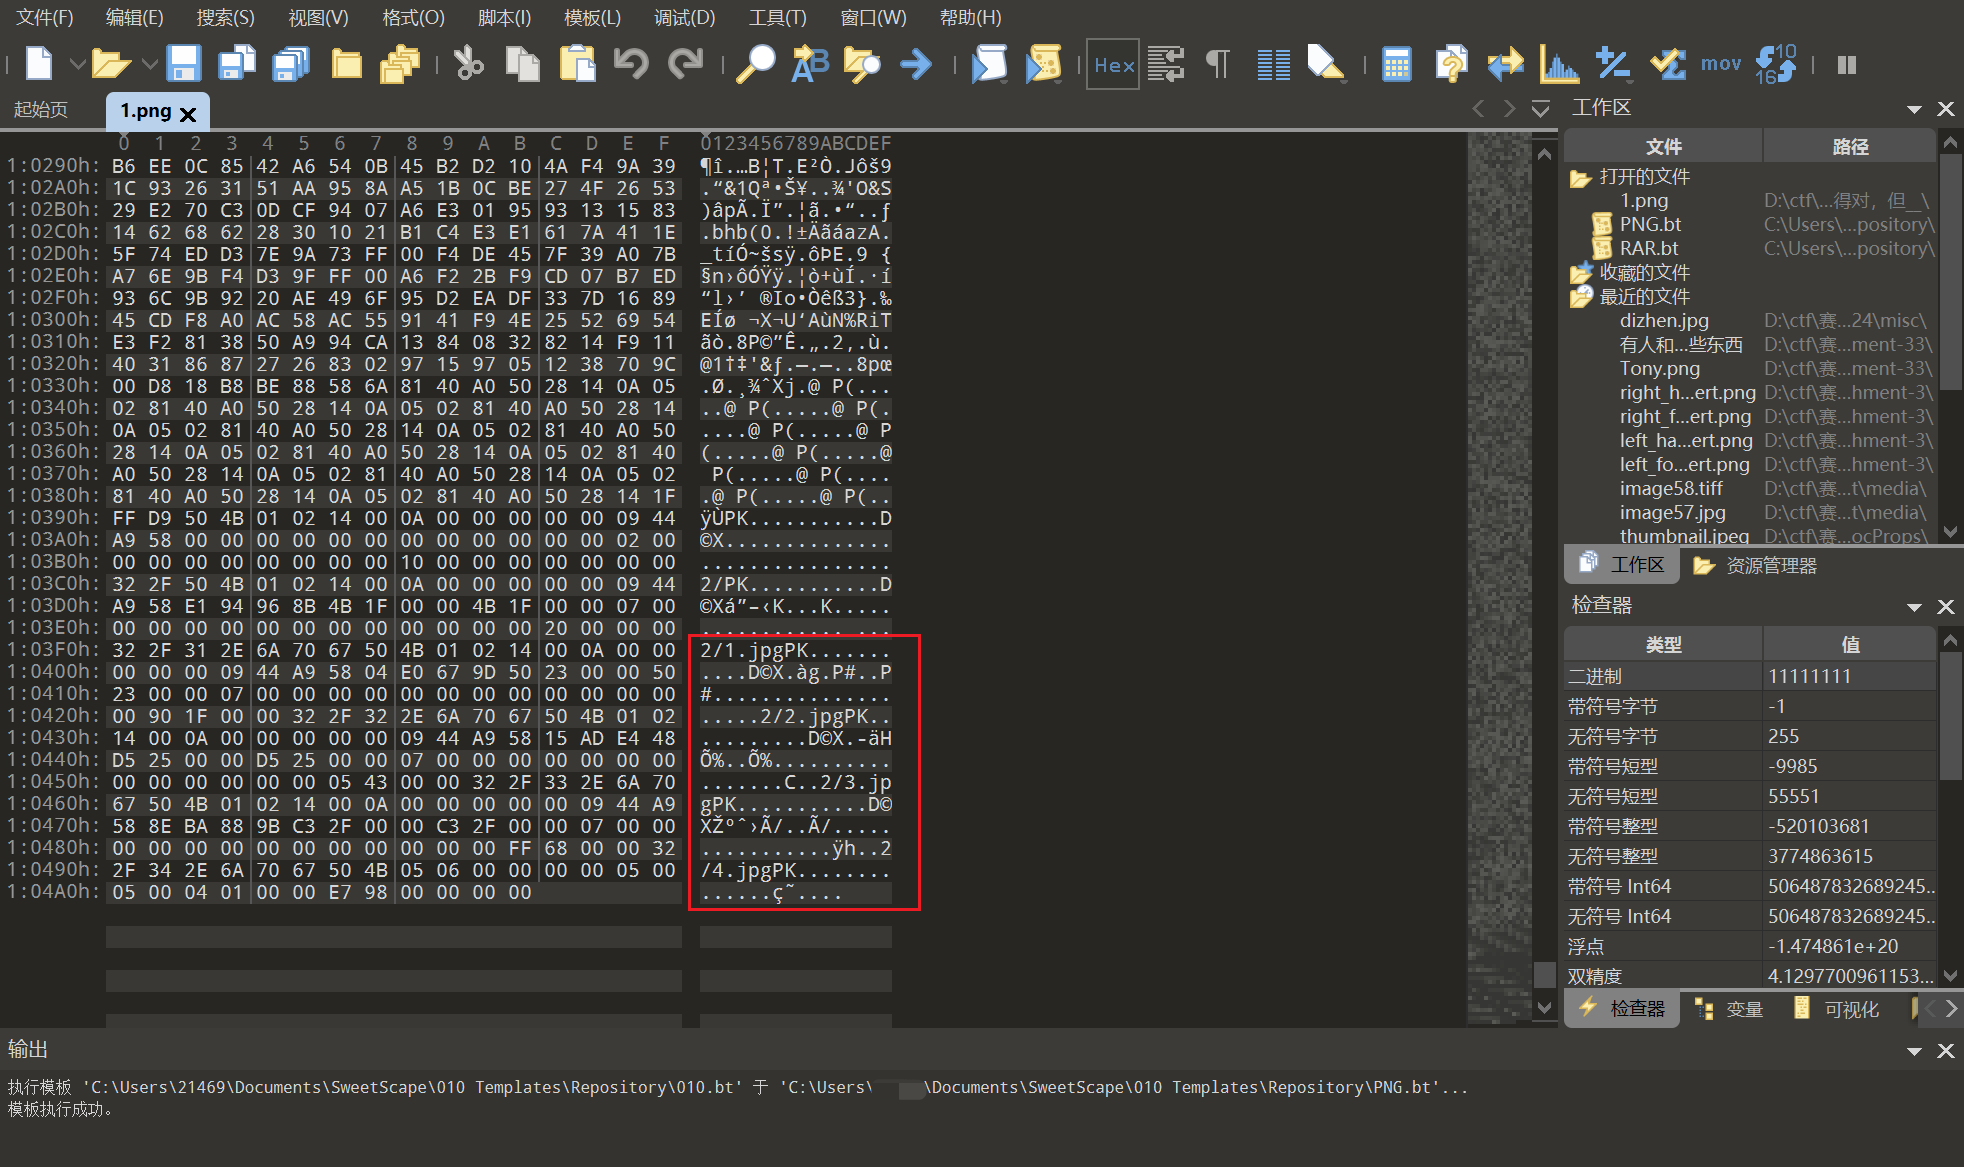 文件(F) 编辑(E) 搜索(S) 视图(V) 格式(O) 脚本(I) 模板(L) 调试(D) 工具(T) 窗口(W) 帮助(H)
Hex mov 10 16
起始页 1.png
0 1 2 3 4 5 6 7 8 9 A B C D E F 0123456789ABCDEF
1:0290h: B6 EE 0C 85 42 A6 54 0B 45 B2 D2 10 4A F4 9A 39 ¶î.…B¦T.E²Ò.Jôš9
1:02A0h: 1C 93 26 31 51 AA 95 8A A5 1B 0C BE 27 4F 26 53 .“&1Qª•Š¥..¾'O&S
1:02B0h: 29 E2 70 C3 0D CF 94 07 A6 E3 01 95 93 13 15 83 )âpÃ.Ï”.¦ã.•“..ƒ
1:02C0h: 14 62 68 62 28 30 10 21 B1 C4 E3 E1 61 7A 41 1E .bhb(0.!±ÄãáazA.
1:02D0h: 5F 74 ED D3 7E 9A 73 FF 00 F4 DE 45 7F 39 A0 7B _tíÓ~šsÿ.ôÞE.9 {
1:02E0h: A7 6E 9B F4 D3 9F FF 00 A6 F2 2B F9 CD 07 B7 ED §n›ôÓŸÿ.¦ò+ùÍ.·í
1:02F0h: 93 6C 9B 92 20 AE 49 6F 95 D2 EA DF 33 7D 16 89 “l›’ ®Io•Òêß3}.‰
1:0300h: 45 CD F8 A0 AC 58 AC 55 91 41 F9 4E 25 52 69 54 EÍø ¬X¬U‘AùN%RiT
1:0310h: E3 F2 81 38 50 A9 94 CA 13 84 08 32 82 14 F9 11 ãò.8P©”Ê.„.2‚.ù.
1:0320h: 40 31 86 87 27 26 83 02 97 15 97 05 12 38 70 9C @1†‡'&ƒ.—.—..8pœ
1:0330h: 00 D8 18 B8 BE 88 58 6A 81 40 A0 50 28 14 0A 05 .Ø.¸¾ˆXj.@ P(...
1:0340h: 02 81 40 A0 50 28 14 0A 05 02 81 40 A0 50 28 14 ..@ P(.....@ P(.
1:0350h: 0A 05 02 81 40 A0 50 28 14 0A 05 02 81 40 A0 50 ....@ P(.....@ P
1:0360h: 28 14 0A 05 02 81 40 A0 50 28 14 0A 05 02 81 40 (.....@ P(.....@
1:0370h: A0 50 28 14 0A 05 02 81 40 A0 50 28 14 0A 05 02 P(.....@ P(....
1:0380h: 81 40 A0 50 28 14 0A 05 02 81 40 A0 50 28 14 1F .@ P(.....@ P(..
1:0390h: FF D9 50 4B 01 02 14 00 0A 00 00 00 00 00 09 44 ÿÙPK...........D
1:03A0h: A9 58 00 00 00 00 00 00 00 00 00 00 00 00 02 00 ©X..............
1:03B0h: 00 00 00 00 00 00 00 00 10 00 00 00 00 00 00 00 ................
1:03C0h: 32 2F 50 4B 01 02 14 00 0A 00 00 00 00 00 09 44 2/PK...........D
1:03D0h: A9 58 E1 94 96 8B 4B 1F 00 00 4B 1F 00 00 07 00 ©Xá”–‹K...K.....
1:03E0h: 00 00 00 00 00 00 00 00 00 00 00 00 20 00 00 00 ............ ...
1:03F0h: 32 2F 31 2E 6A 70 67 50 4B 01 02 14 00 0A 00 00 2/1.jpgPK.......
1:0400h: 00 00 00 09 44 A9 58 04 E0 67 9D 50 23 00 00 50 ....D©X.àg.P#..P
1:0410h: 23 00 00 07 00 00 00 00 00 00 00 00 00 00 00 00 #...............
1:0420h: 00 90 1F 00 00 32 2F 32 2E 6A 70 67 50 4B 01 02 .....2/2.jpgPK..
1:0430h: 14 00 0A 00 00 00 00 00 09 44 A9 58 15 AD E4 48 .........D©X.-äH
1:0440h: D5 25 00 00 D5 25 00 00 07 00 00 00 00 00 00 00 Õ%..Õ%..........
1:0450h: 00 00 00 00 00 00 05 43 00 00 32 2F 33 2E 6A 70 .......C..2/3.jp
1:0460h: 67 50 4B 01 02 14 00 0A 00 00 00 00 00 09 44 A9 gPK...........D©
1:0470h: 58 8E BA 88 9B C3 2F 00 00 C3 2F 00 00 07 00 00 XŽºˆ›Ã/..Ã/.....
1:0480h: 00 00 00 00 00 00 00 00 00 00 00 FF 68 00 00 32 ...........ÿh..2
1:0490h: 2F 34 2E 6A 70 67 50 4B 05 06 00 00 00 00 05 00 /4.jpgPK........
1:04A0h: 05 00 04 01 00 00 E7 98 00 00 00 00 ......ç˜....
工作区
文件 路径
打开的文件
1.png D:\ctf\...得对，但__\
PNG.bt C:\Users\...pository\
RAR.bt C:\Users\...pository\
收藏的文件
最近的文件
dizhen.jpg D:\ctf\赛...24\misc\
有人和...些东西 D:\ctf\赛...ment-33\
Tony.png D:\ctf\赛...ment-33\
right_h...ert.png D:\ctf\赛...hment-3\
right_f...ert.png D:\ctf\赛...hment-3\
left_ha...ert.png D:\ctf\赛...hment-3\
left_fo...ert.png D:\ctf\赛...hment-3\
image58.tiff D:\ctf\赛...t\media\
image57.jpg D:\ctf\赛...t\media\
thumbnail.jpeg D:\ctf\赛...ocProps\
工作区 资源管理器
检查器
类型 值
二进制 11111111
带符号字节 -1
无符号字节 255
带符号短型 -9985
无符号短型 55551
带符号整型 -520103681
无符号整型 3774863615
带符号 Int64 506487832689245...
无符号 Int64 506487832689245...
浮点 -1.474861e+20
双精度 4.1297700961153...
检查器 变量 可视化
输出
执行模板 'C:\Users\21469\Documents\SweetScape\010 Templates\Repository\010.bt' 于 'C:\Users\ \Documents\SweetScape\010 Templates\Repository\PNG.bt'...
模板执行成功。